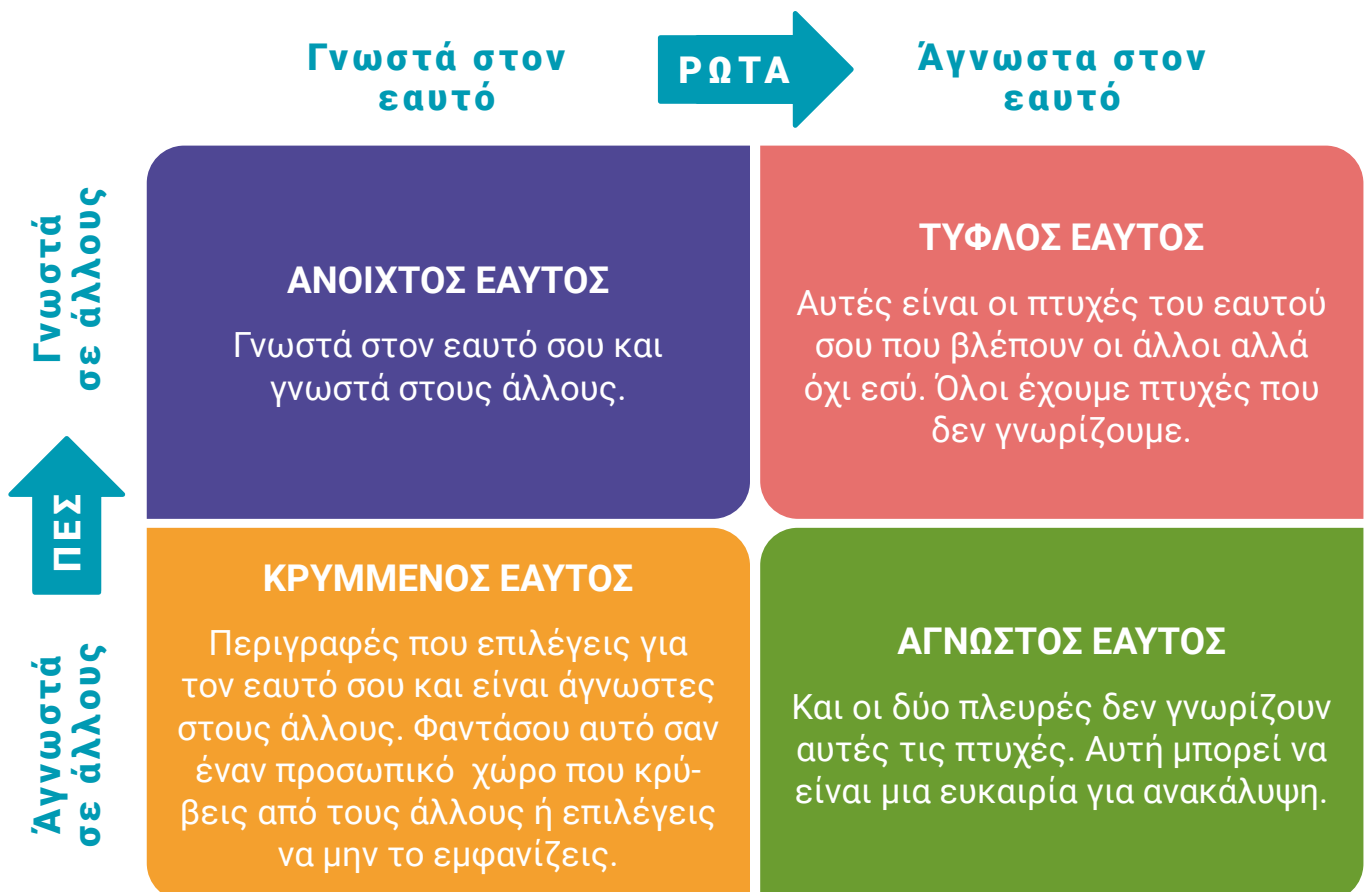 Γνωστά στον
εαυτό
ΡΩΤΑ
Άγνωστα στον
εαυτό
Γνωστά
σε άλλους
ΑΝΟΙΧΤΟΣ ΕΑΥΤΟΣ
Γνωστά στον εαυτό σου και
γνωστά στους άλλους.
ΤΥΦΛΟΣ ΕΑΥΤΟΣ
Αυτές είναι οι πτυχές του εαυτού
σου που βλέπουν οι άλλοι αλλά
όχι εσύ. Όλοι έχουμε πτυχές που
δεν γνωρίζουμε.
ΠΕΣ
Άγνωστά
σε άλλους
ΚΡΥΜΜΕΝΟΣ ΕΑΥΤΟΣ
Περιγραφές που επιλέγεις για
τον εαυτό σου και είναι άγνωστες
στους άλλους. Φαντάσου αυτό σαν
έναν προσωπικό χώρο που κρύ-
βεις από τους άλλους ή επιλέγεις
να μην το εμφανίζεις.
ΑΓΝΩΣΤΟΣ ΕΑΥΤΟΣ
Και οι δύο πλευρές δεν γνωρίζουν
αυτές τις πτυχές. Αυτή μπορεί να
είναι μια ευκαιρία για ανακάλυψη.